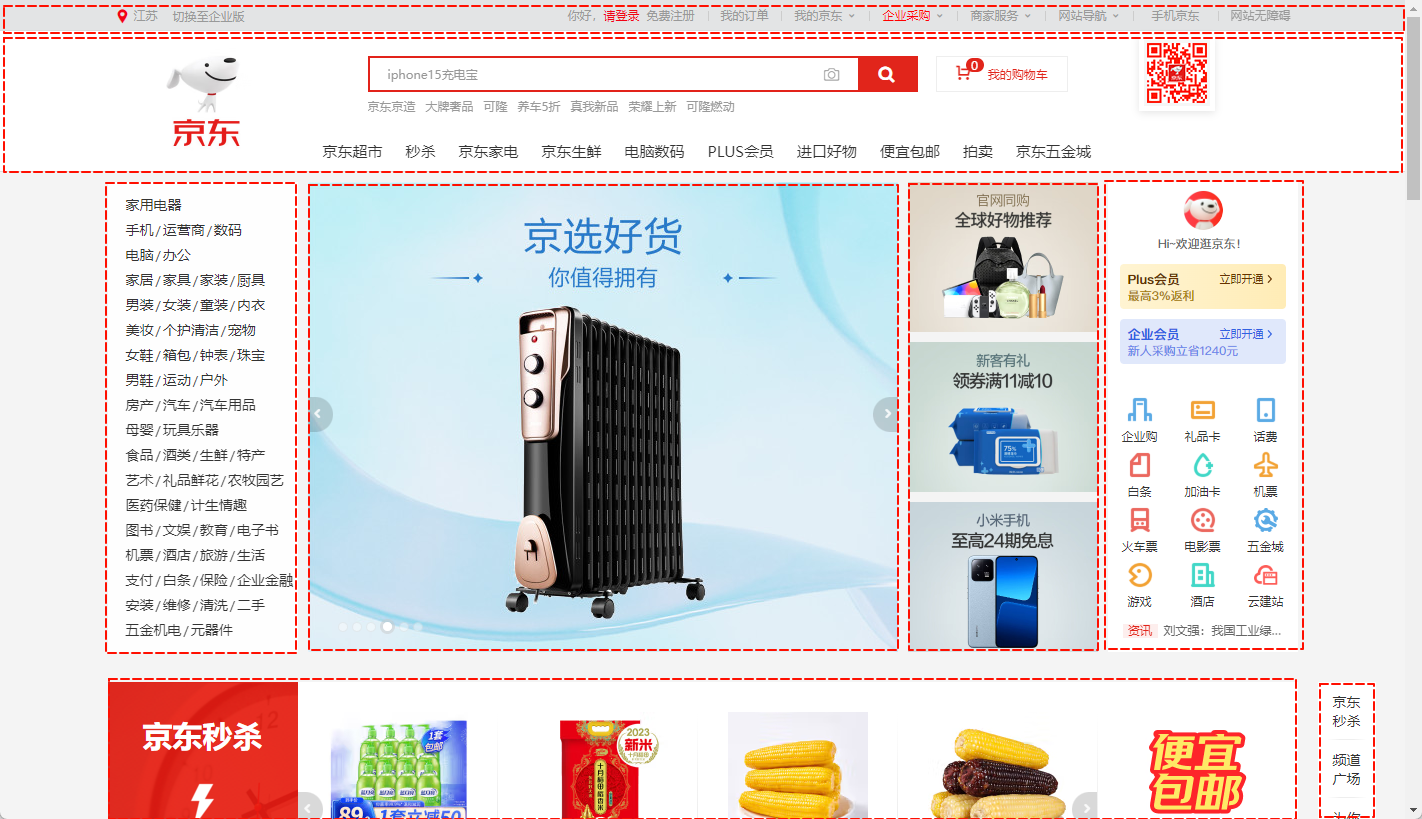 江苏 切换至企业版 你好，请登录 免费注册 我的订单 我的京东 企业采购 商家服务 网站导航 手机京东 网站无障碍
京东
iphone15充电宝
0 我的购物车
京东京造 大牌奢品 可隆 养车5折 真我新品 荣耀上新 可隆燃动
京东超市 秒杀 京东家电 京东生鲜 电脑数码 PLUS会员 进口好物 便宜包邮 拍卖 京东五金城
家用电器
手机/运营商/数码
电脑/办公
家居/家具/家装/厨具
男装/女装/童装/内衣
美妆/个护清洁/宠物
女鞋/箱包/钟表/珠宝
男鞋/运动/户外
房产/汽车/汽车用品
母婴/玩具乐器
食品/酒类/生鲜/特产
艺术/礼品鲜花/农牧园艺
医药保健/计生情趣
图书/文娱/教育/电子书
机票/酒店/旅游/生活
支付/白条/保险/企业金融
安装/维修/清洗/二手
五金机电/元器件
京选好货
你值得拥有
官网同购
全球好物推荐
新客有礼
领券满11减10
75%
小米手机
至高24期免息
Hi~欢迎逛京东！
Plus会员 立即开通 >
最高3%返利
企业会员 立即开通 >
新人采购立省1240元
企业购 礼品卡 话费
白条 加油卡 机票
火车票 电影票 五金城
游戏 酒店 云建站
资讯 刘文强：我国工业绿...
京东秒杀
12
1套
包邮
89
1套立减50
2023
新米
十月稻田
稻香米
便宜
包邮
京东
秒杀
频道
广场